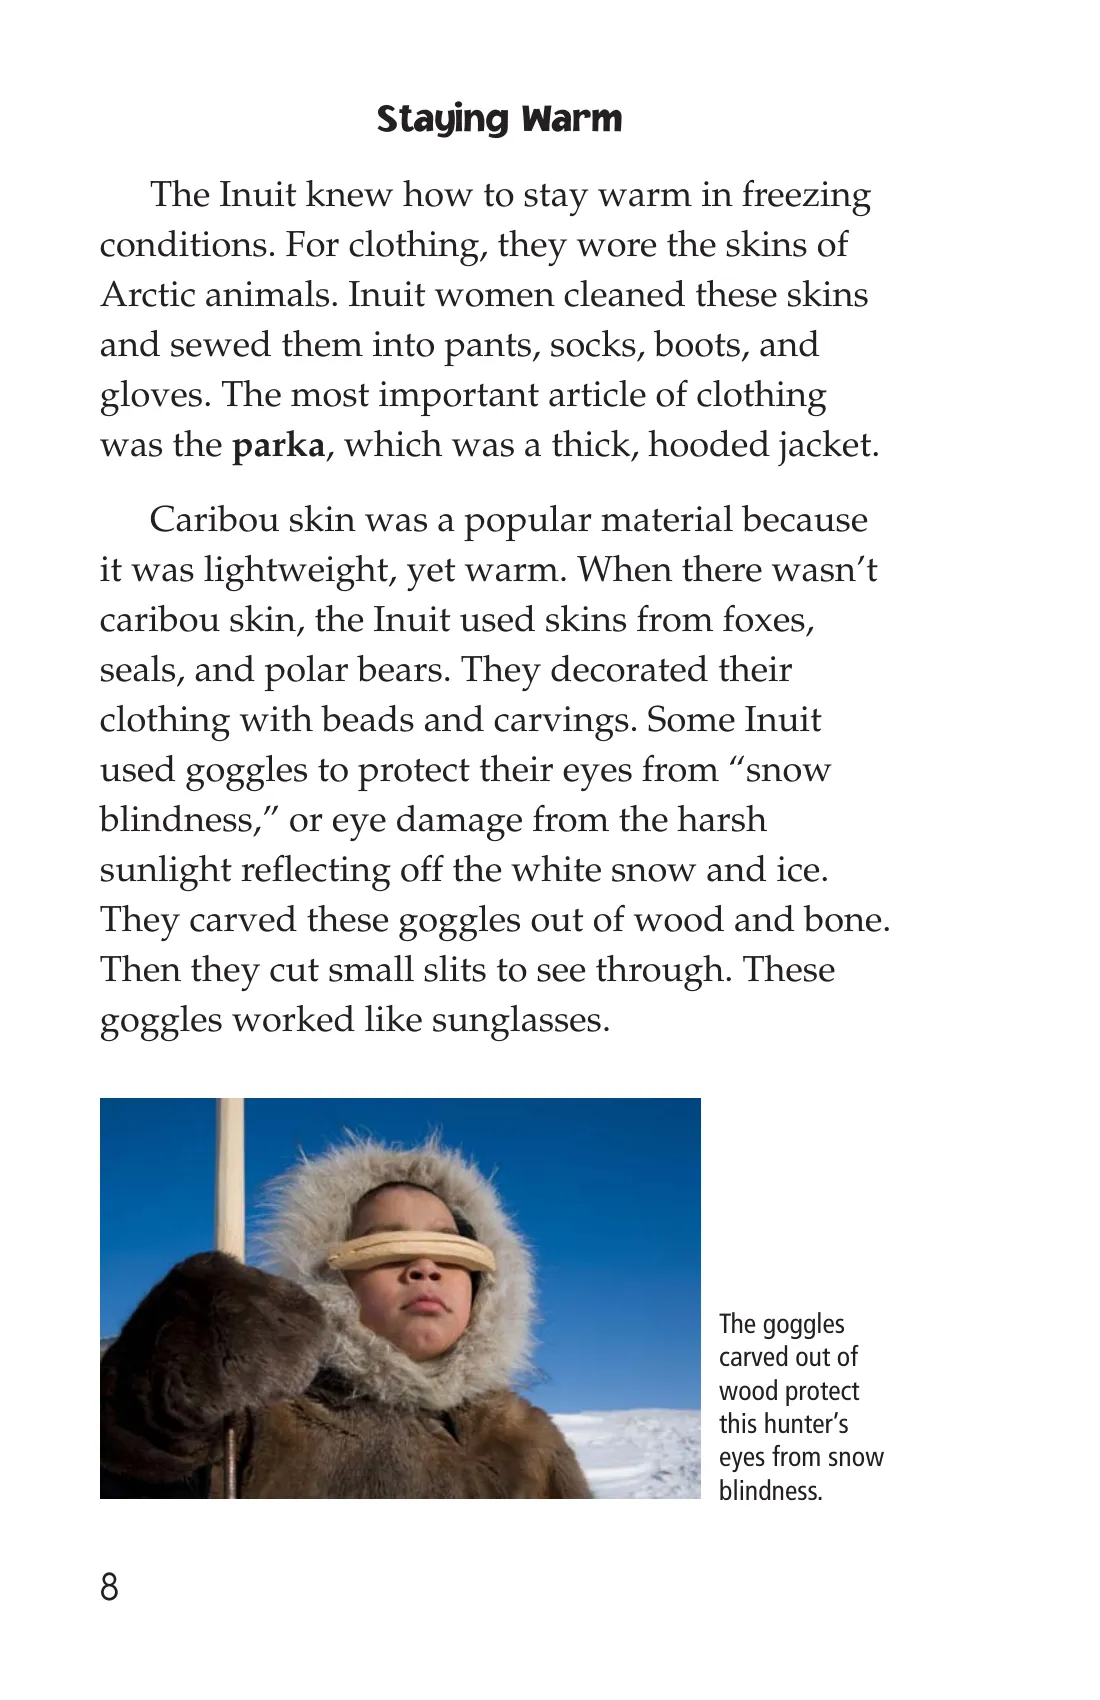 Staying Warm
The Inuit knew how to stay warm in freezing
conditions. For clothing, they wore the skins of
Arctic animals. Inuit women cleaned these skins
and sewed them into pants, socks, boots, and
gloves. The most important article of clothing
was the parka, which was a thick, hooded jacket.
Caribou skin was a popular material because
it was lightweight, yet warm. When there wasn’t
caribou skin, the Inuit used skins from foxes,
seals, and polar bears. They decorated their
clothing with beads and carvings. Some Inuit
used goggles to protect their eyes from “snow
blindness,” or eye damage from the harsh
sunlight reflecting off the white snow and ice.
They carved these goggles out of wood and bone.
Then they cut small slits to see through. These
goggles worked like sunglasses.
The goggles
carved out of
wood protect
this hunter’s
eyes from snow
blindness.
8